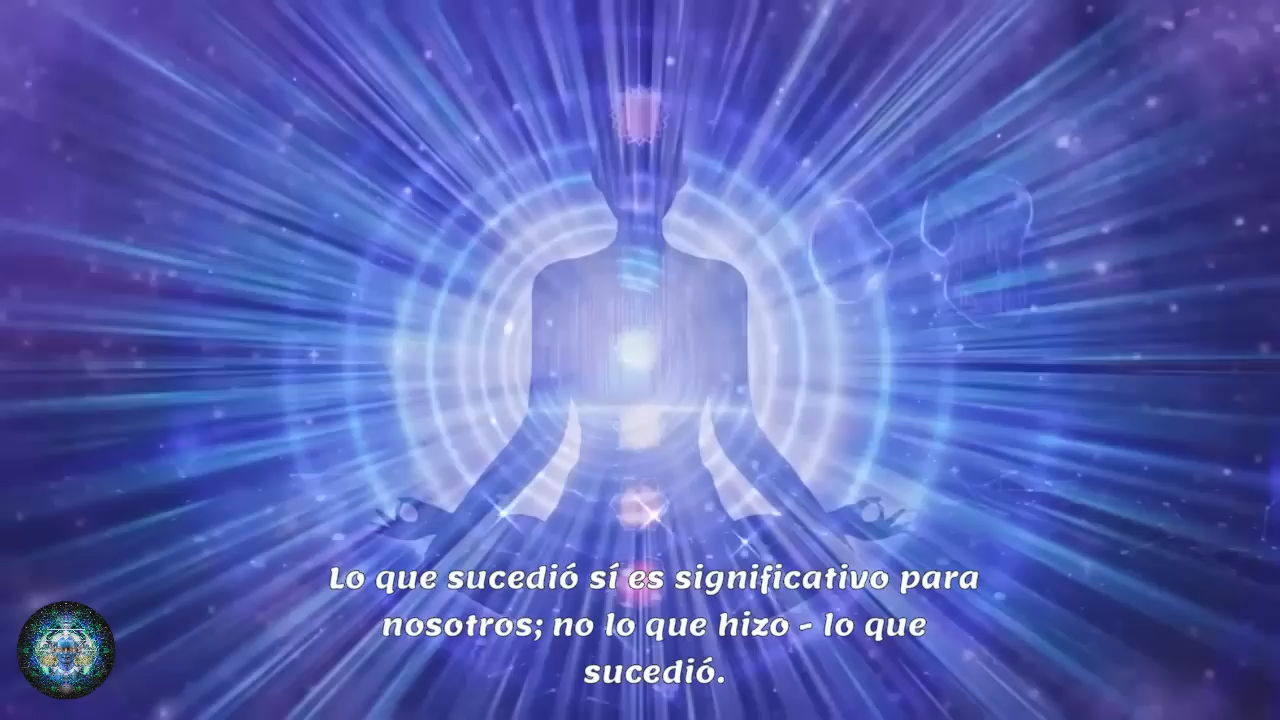 Lo que sucedió sí es significativo para
nosotros; no lo que hizo - lo que
sucedió.